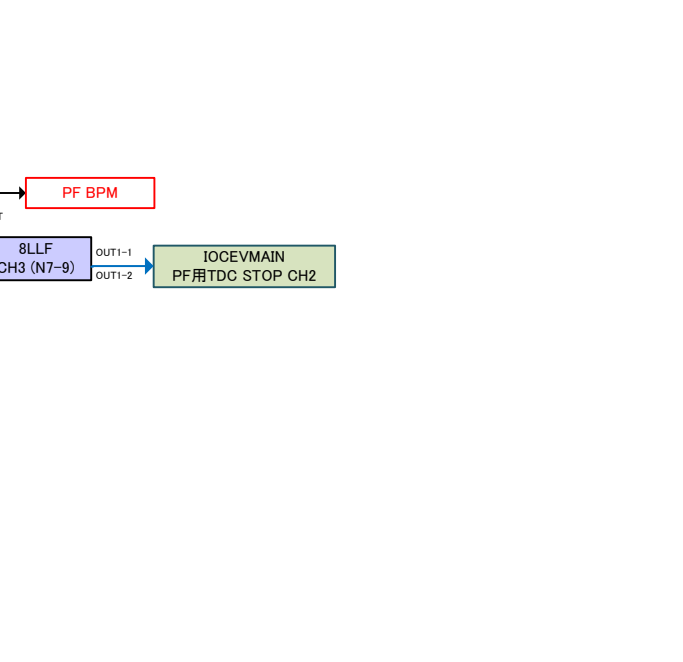 PF BPM
T
8LLF
CH3 (N7-9)
OUT1-1
OUT1-2
IOCEVMAIN
PF用TDC STOP CH2